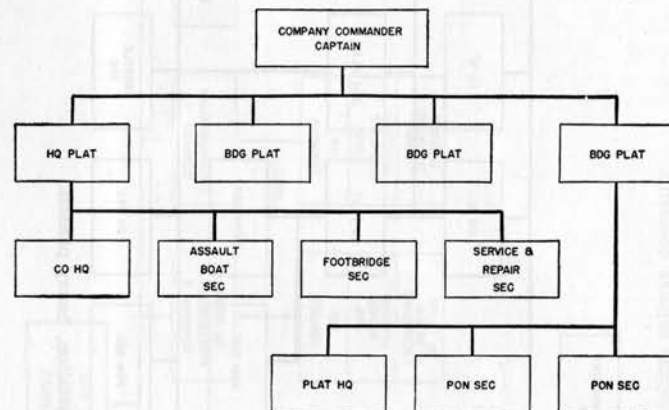 COMPANY COMMANDER
CAPTAIN
HQ PLAT
BDG PLAT
BDG PLAT
BDG PLAT
CO HQ
ASSAULT
BOAT
SEC
FOOTBRIDGE
SEC
SERVICE &
REPAIR
SEC
PLAT HQ
PON SEC
PON SEC